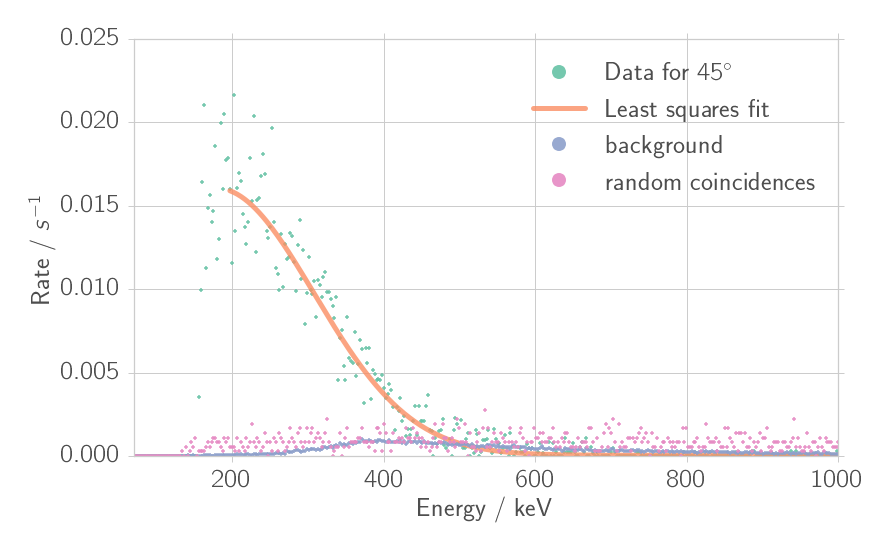 0.025
0.020
0.015
0.010
0.005
0.000
Rate / s⁻¹
Data for 45°
Least squares fit
background
random coincidences
200 400 600 800 1000
Energy / keV